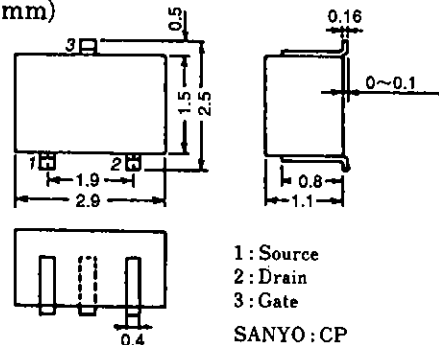 mm)
0.5
3
1.5
2.5
1
2
1.9
2.9
0.16
0~0.1
0.8
1.1
0.4
1 : Source
2 : Drain
3 : Gate
SANYO : CP